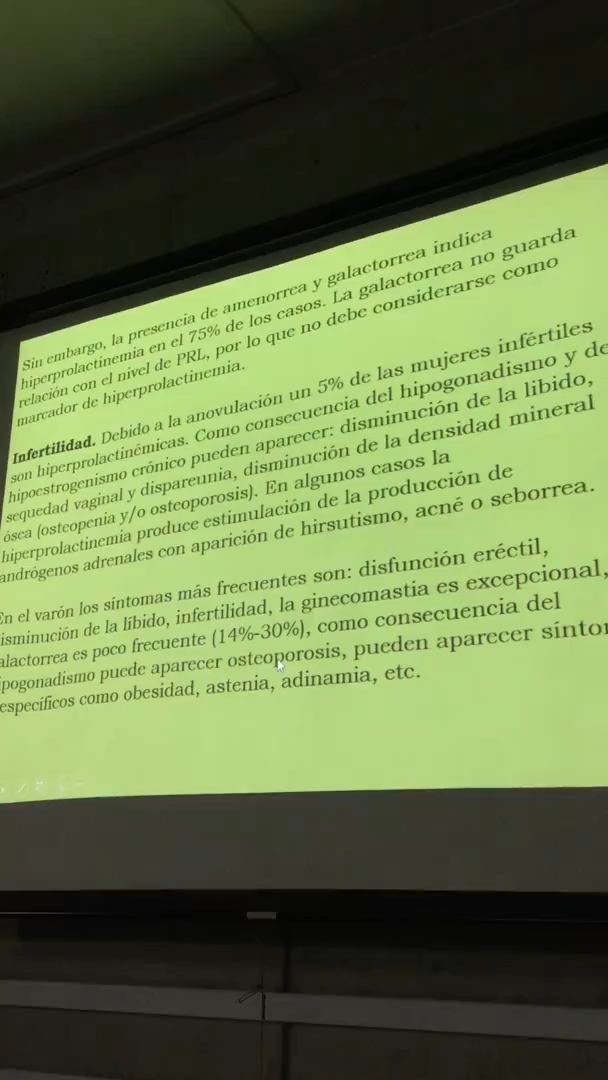 Sin embargo, la presencia de amenorrea y galactorrea indica
hiperprolactinemia en el 75% de los casos. La galactorrea no guarda
relación con el nivel de PRL, por lo que no debe considerarse como
marcador de hiperprolactinemia.
Infertilidad. Debido a la anovulación un 5% de las mujeres infértiles
son hiperprolactinémicas. Como consecuencia del hipogonadismo y de
hipoestrogenismo crónico pueden aparecer: disminución de la libido,
sequedad vaginal y dispareunia, disminución de la densidad mineral
ósea (osteopenia y/o osteoporosis). En algunos casos la
hiperprolactinemia produce estimulación de la producción de
andrógenos adrenales con aparición de hirsutismo, acné o seborrea.
En el varón los síntomas más frecuentes son: disfunción eréctil,
isminución de la líbido, infertilidad, la ginecomastia es excepcional,
alactorrea es poco frecuente (14%-30%), como consecuencia del
ipogonadismo puede aparecer osteoporosis, pueden aparecer síntom
específicos como obesidad, astenia, adinamia, etc.